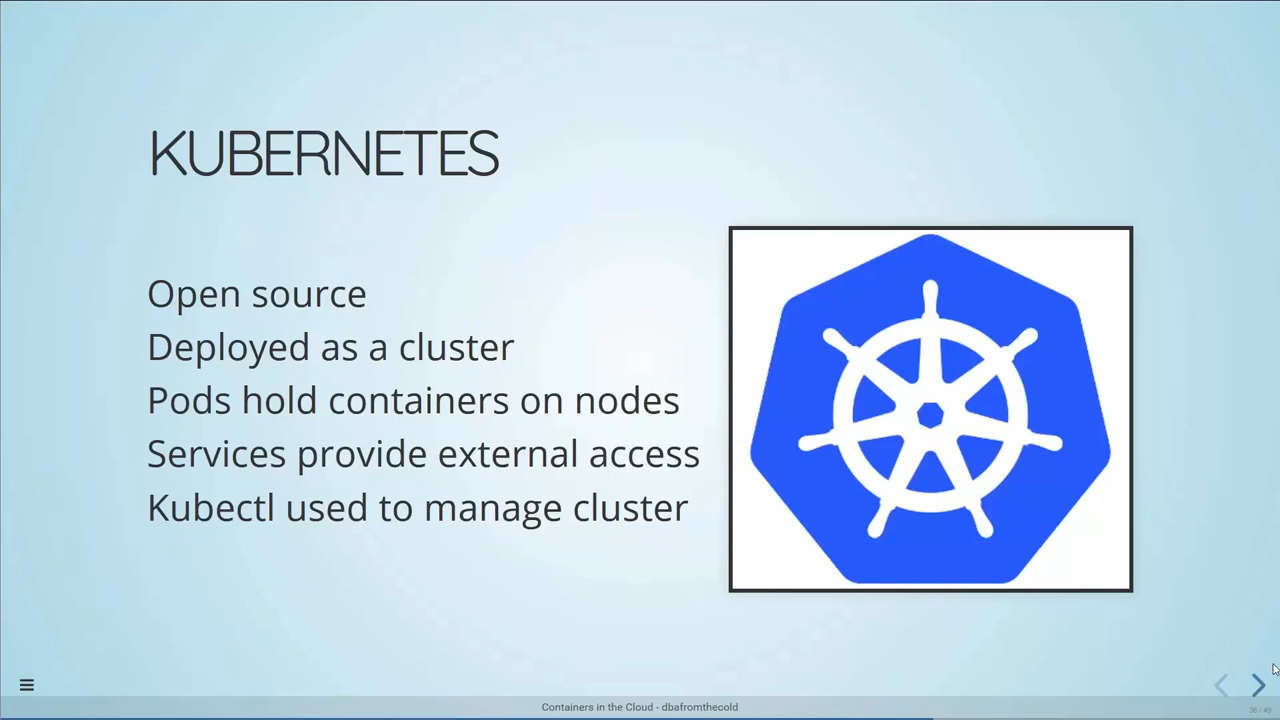 KUBERNETES
Open source
Deployed as a cluster
Pods hold containers on nodes
Services provide external access
Kubectl used to manage cluster
Containers in the Cloud - dbafromthecold